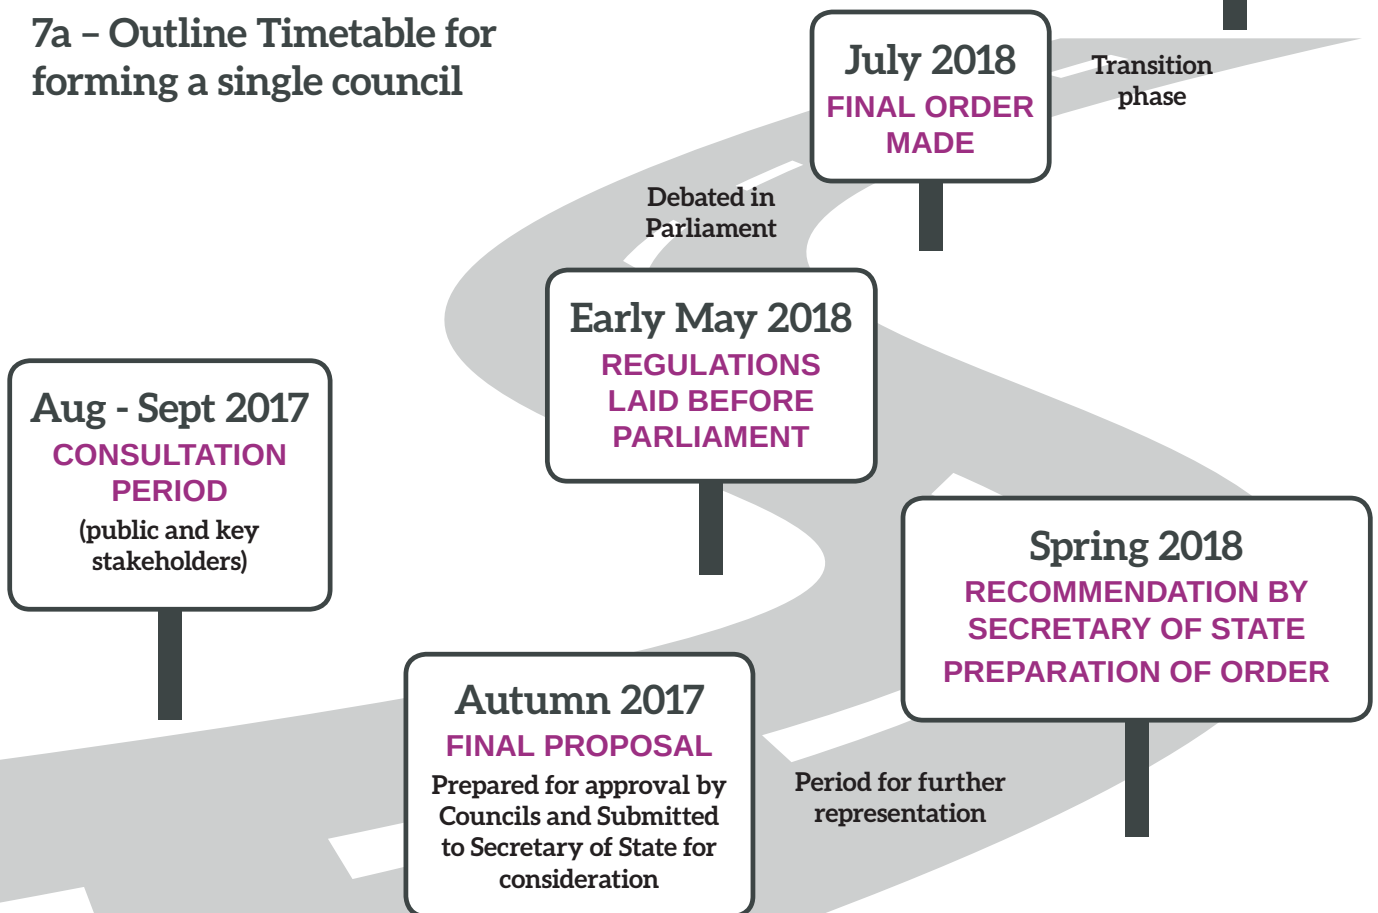 7a – Outline Timetable for
forming a single council
Aug - Sept 2017
CONSULTATION
PERIOD
(public and key
stakeholders)
Autumn 2017
FINAL PROPOSAL
Prepared for approval by
Councils and Submitted
to Secretary of State for
consideration
Period for further
representation
Spring 2018
RECOMMENDATION BY
SECRETARY OF STATE
PREPARATION OF ORDER
Early May 2018
REGULATIONS
LAID BEFORE
PARLIAMENT
Debated in
Parliament
July 2018
FINAL ORDER
MADE
Transition
phase